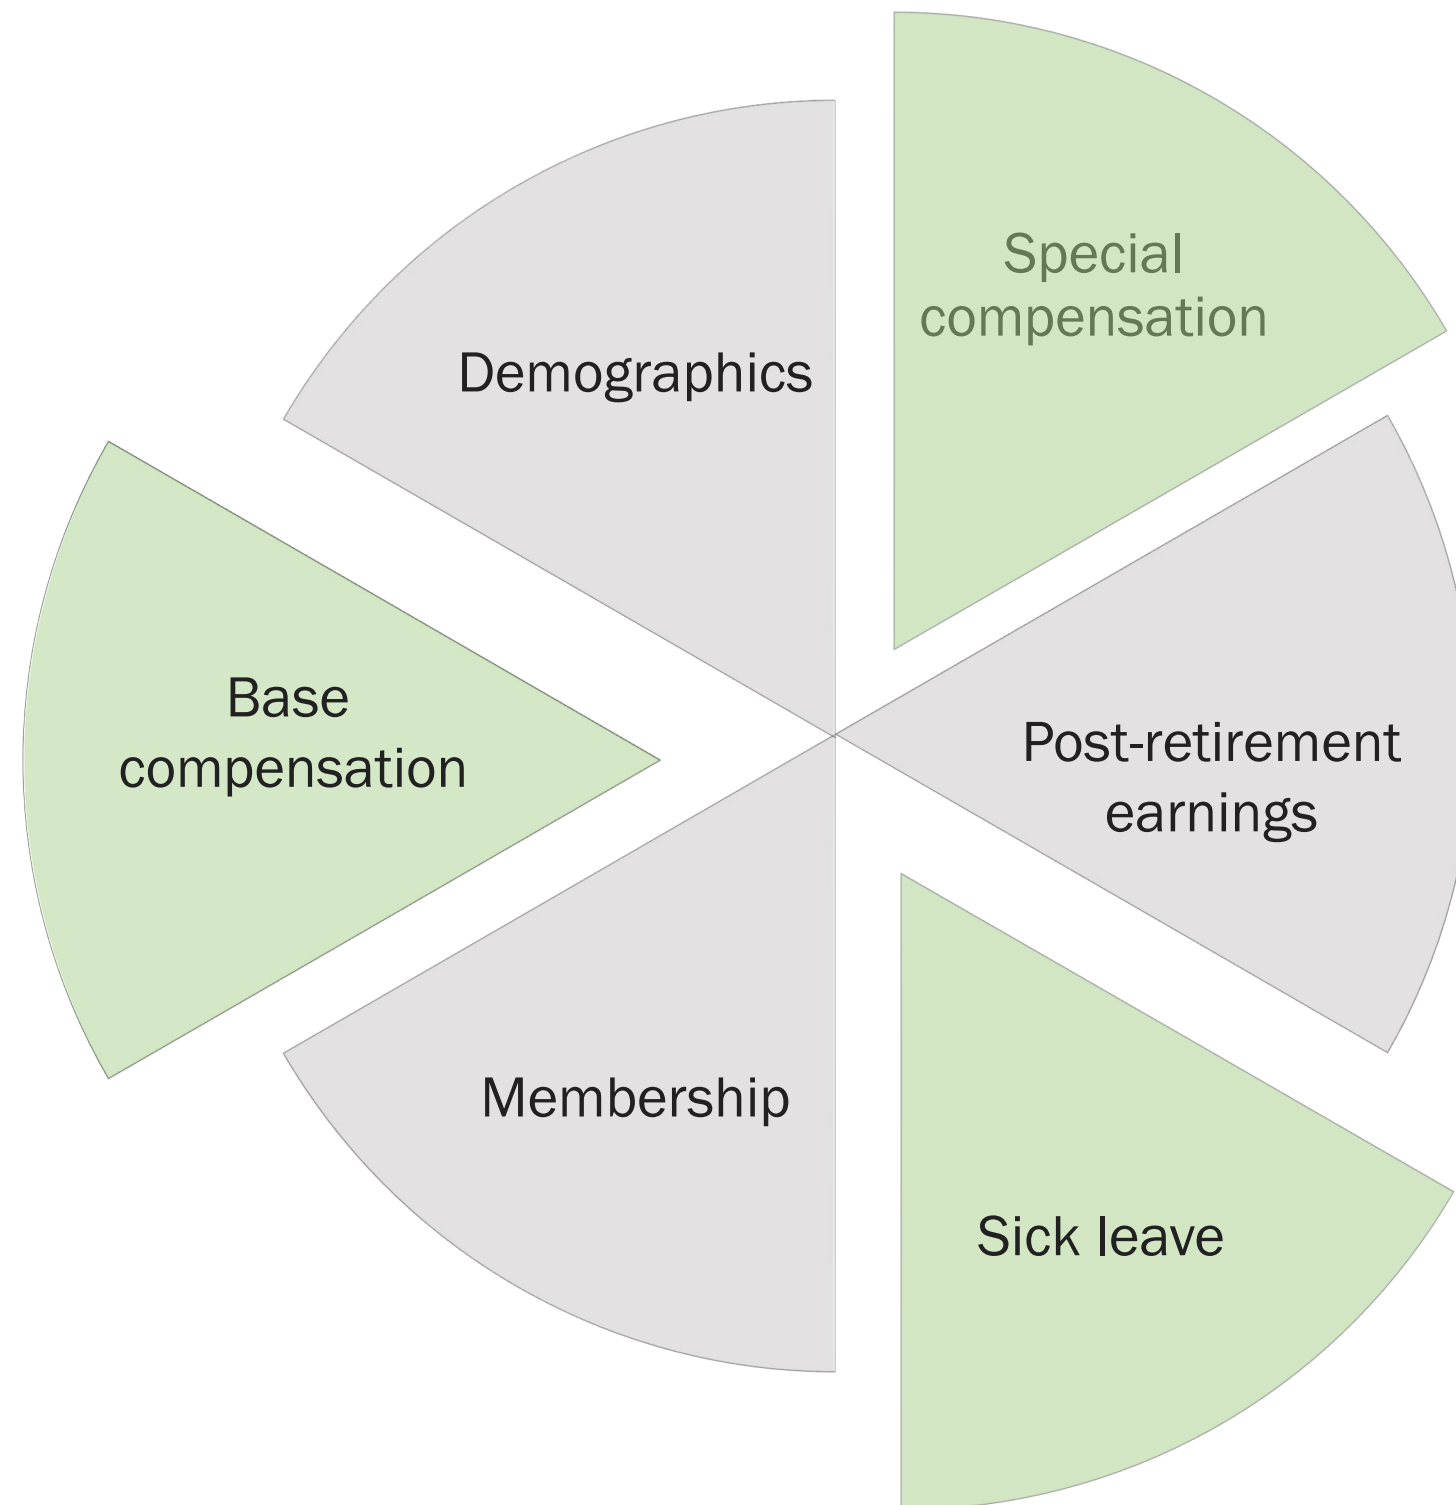 Special
compensation
Demographics
Base
compensation
Post-retirement
earnings
Membership
Sick leave